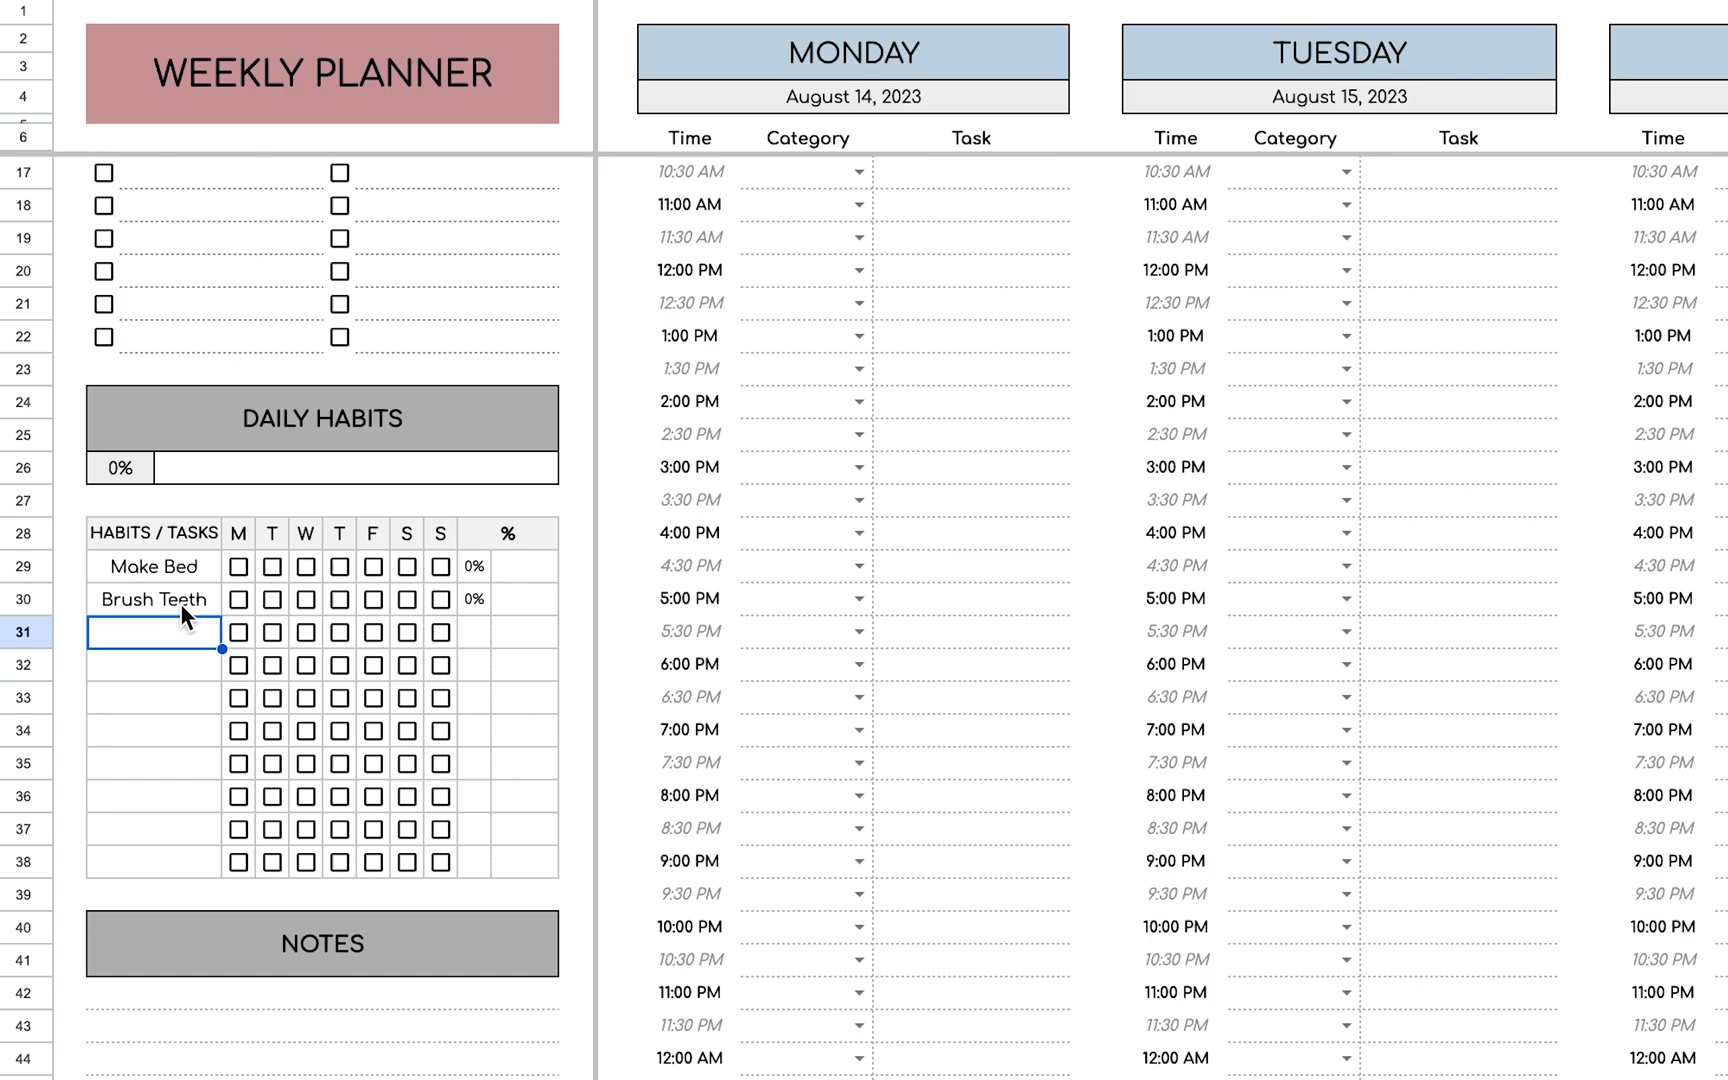 1
2
3
4
6
WEEKLY PLANNER
MONDAY
TUESDAY
August 14, 2023
August 15, 2023
Time Category Task
Time Category Task
Time
17 10:30 AM 10:30 AM 10:30 AM
18 11:00 AM 11:00 AM 11:00 AM
19 11:30 AM 11:30 AM 11:30 AM
20 12:00 PM 12:00 PM 12:00 PM
21 12:30 PM 12:30 PM 12:30 PM
22 1:00 PM 1:00 PM 1:00 PM
23 1:30 PM 1:30 PM 1:30 PM
24 2:00 PM 2:00 PM 2:00 PM
DAILY HABITS
25 2:30 PM 2:30 PM 2:30 PM
26 0% 3:00 PM 3:00 PM 3:00 PM
27 3:30 PM 3:30 PM 3:30 PM
28 HABITS / TASKS M T W T F S S % 4:00 PM 4:00 PM 4:00 PM
29 Make Bed 0% 4:30 PM 4:30 PM 4:30 PM
30 Brush Teeth 0% 5:00 PM 5:00 PM 5:00 PM
31 5:30 PM 5:30 PM 5:30 PM
32 6:00 PM 6:00 PM 6:00 PM
33 6:30 PM 6:30 PM 6:30 PM
34 7:00 PM 7:00 PM 7:00 PM
35 7:30 PM 7:30 PM 7:30 PM
36 8:00 PM 8:00 PM 8:00 PM
37 8:30 PM 8:30 PM 8:30 PM
38 9:00 PM 9:00 PM 9:00 PM
39 9:30 PM 9:30 PM 9:30 PM
40 10:00 PM 10:00 PM 10:00 PM
NOTES
41 10:30 PM 10:30 PM 10:30 PM
42 11:00 PM 11:00 PM 11:00 PM
43 11:30 PM 11:30 PM 11:30 PM
44 12:00 AM 12:00 AM 12:00 AM